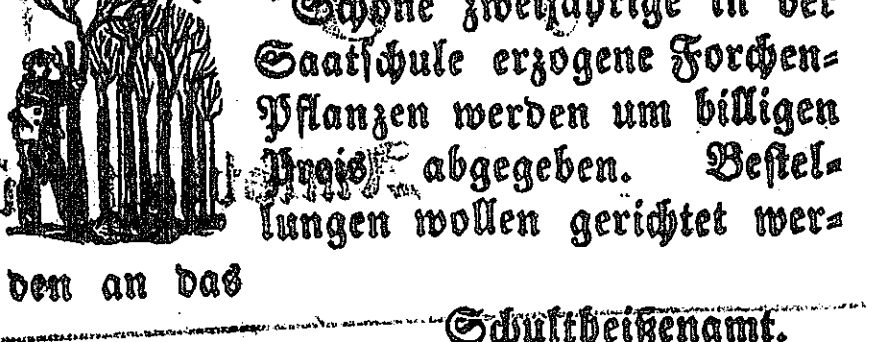 Schöne zweijährige in der
Saatschule erzogene Forchen=
Pflanzen werden um billigen
Preis abgegeben. Bestel=
lungen wollen gerichtet wer=
den an das
Schultheißenamt.